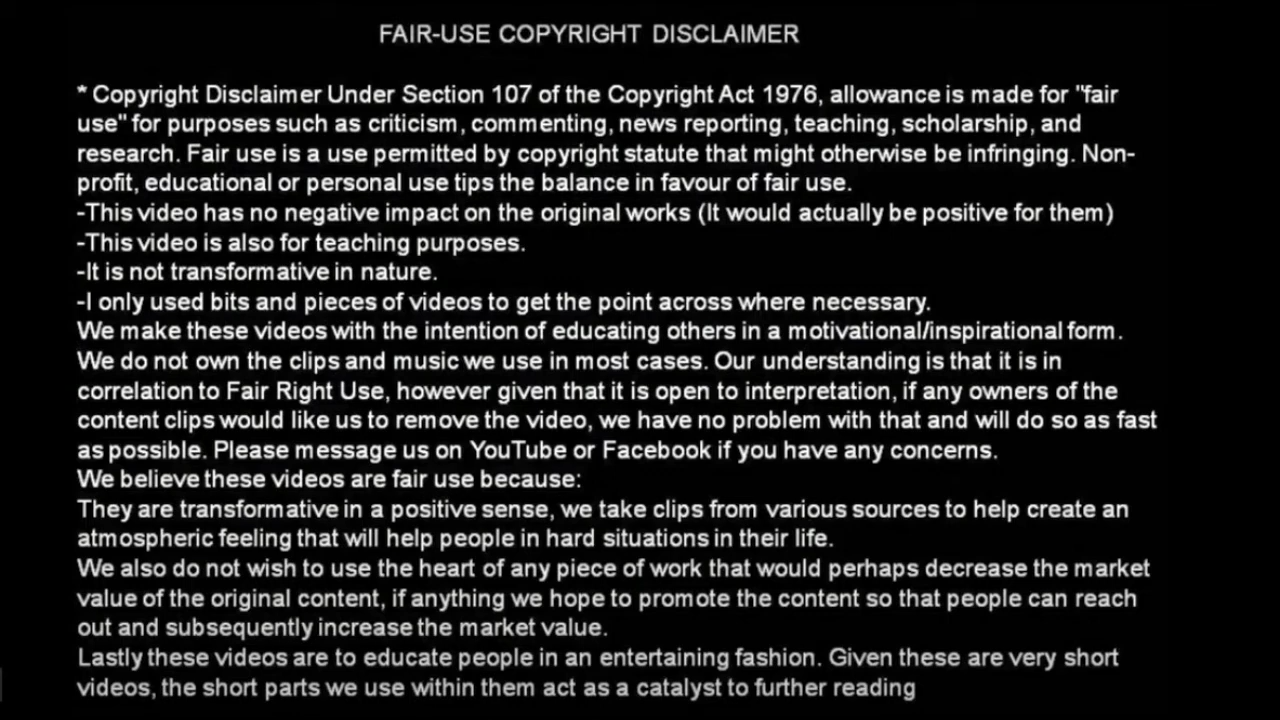 FAIR-USE COPYRIGHT DISCLAIMER
* Copyright Disclaimer Under Section 107 of the Copyright Act 1976, allowance is made for "fair
use" for purposes such as criticism, commenting, news reporting, teaching, scholarship, and
research. Fair use is a use permitted by copyright statute that might otherwise be infringing. Non-
profit, educational or personal use tips the balance in favour of fair use.
-This video has no negative impact on the original works (It would actually be positive for them)
-This video is also for teaching purposes.
-It is not transformative in nature.
-I only used bits and pieces of videos to get the point across where necessary.
We make these videos with the intention of educating others in a motivational/inspirational form.
We do not own the clips and music we use in most cases. Our understanding is that it is in
correlation to Fair Right Use, however given that it is open to interpretation, if any owners of the
content clips would like us to remove the video, we have no problem with that and will do so as fast
as possible. Please message us on YouTube or Facebook if you have any concerns.
We believe these videos are fair use because:
They are transformative in a positive sense, we take clips from various sources to help create an
atmospheric feeling that will help people in hard situations in their life.
We also do not wish to use the heart of any piece of work that would perhaps decrease the market
value of the original content, if anything we hope to promote the content so that people can reach
out and subsequently increase the market value.
Lastly these videos are to educate people in an entertaining fashion. Given these are very short
videos, the short parts we use within them act as a catalyst to further reading